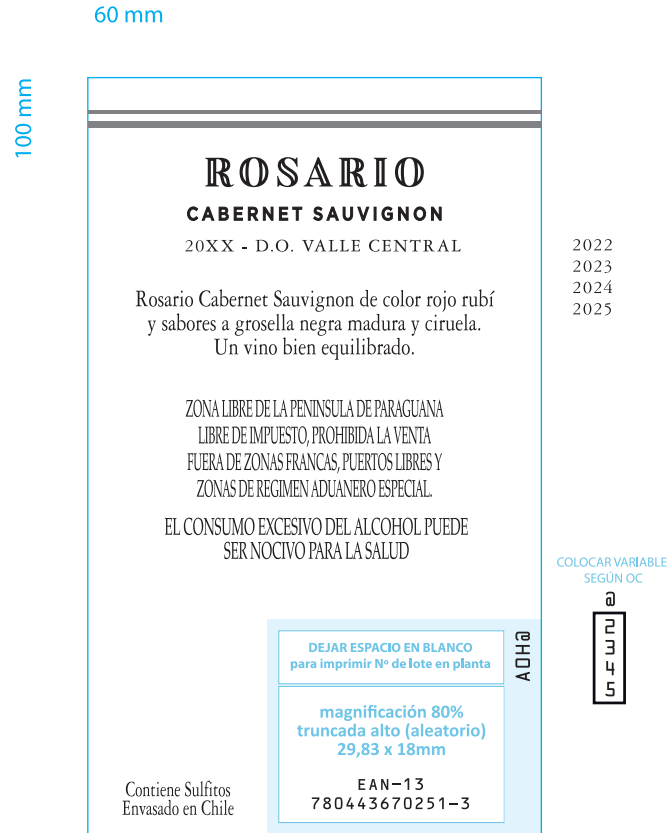 60 mm
100 mm
ROSARIO
CABERNET SAUVIGNON
20XX - D.O. VALLE CENTRAL
2022
2023
2024
2025
Rosario Cabernet Sauvignon de color rojo rubí
y sabores a grosella negra madura y ciruela.
Un vino bien equilibrado.
ZONA LIBRE DE LA PENINSULA DE PARAGUANA
LIBRE DE IMPUESTO, PROHIBIDA LA VENTA
FUERA DE ZONAS FRANCAS, PUERTOS LIBRES Y
ZONAS DE REGIMEN ADUANERO ESPECIAL.
EL CONSUMO EXCESIVO DEL ALCOHOL PUEDE
SER NOCIVO PARA LA SALUD
COLOCAR VARIABLE
SEGÚN OC
@
2
3
4
5
AOH@
DEJAR ESPACIO EN BLANCO
para imprimir Nº de lote en planta
magnificación 80%
truncada alto (aleatorio)
29,83 x 18mm
EAN-13
780443670251-3
Contiene Sulfitos
Envasado en Chile